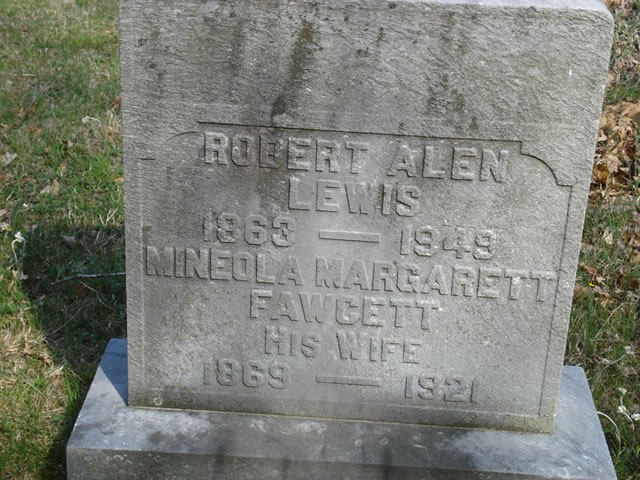 ROBERT ALEN
LEWIS
1863 — 1949
MINEOLA MARGARETT
FAWCETT
HIS WIFE
1869 — 1921